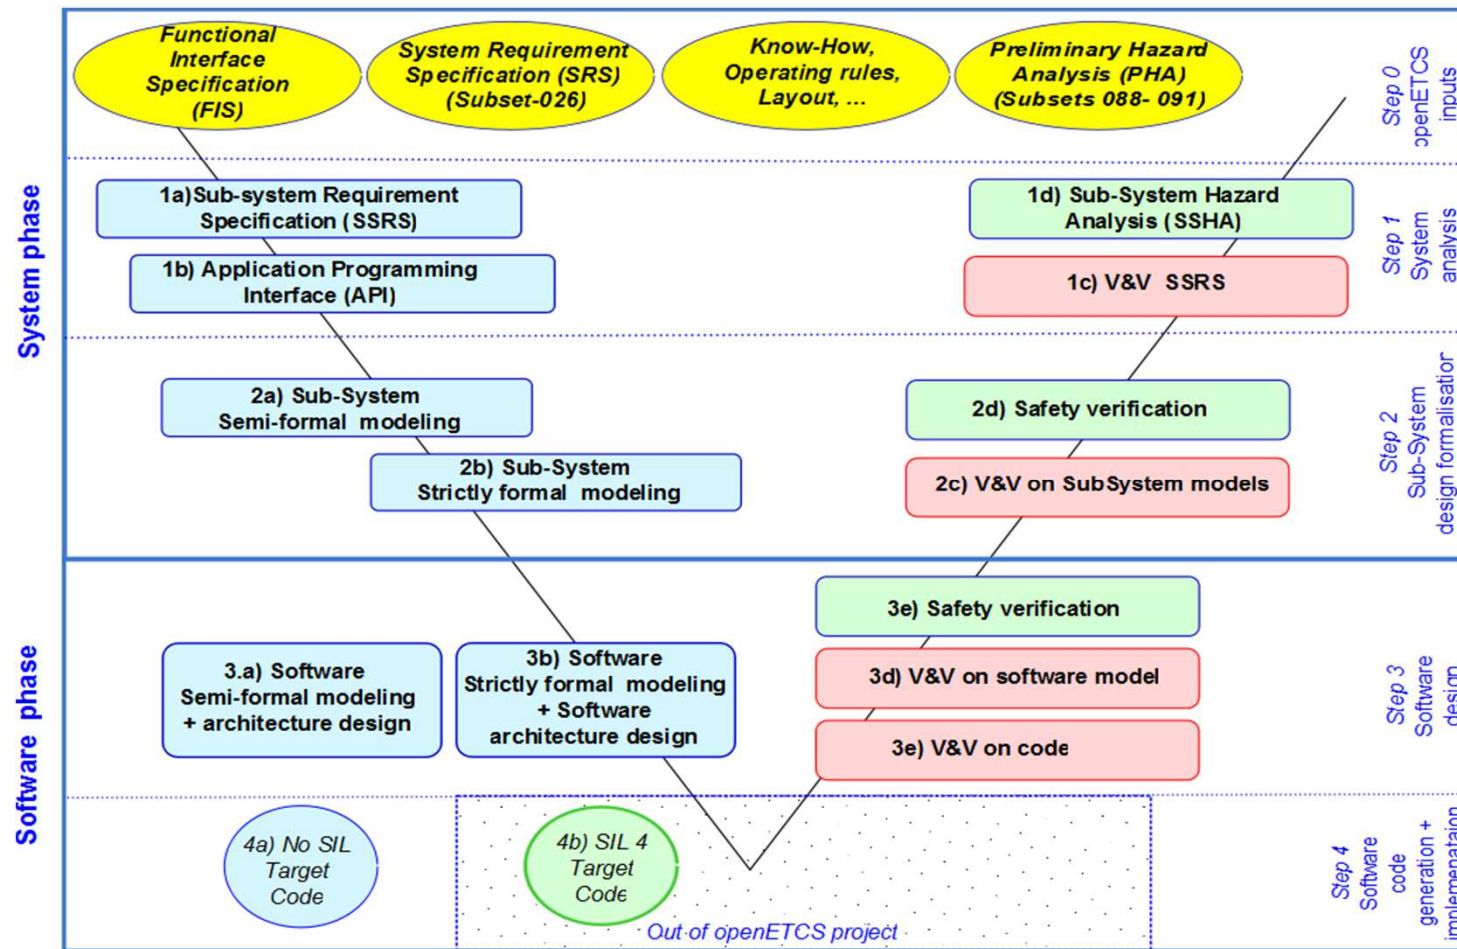 Functional
Interface
Specification
(FIS)
System Requirement
Specification (SRS)
(Subset-026)
Know-How,
Operating rules,
Layout, ...
Preliminary Hazard
Analysis (PHA)
(Subsets 088- 091)
Step 0
openETCS
inputs
System phase
1a)Sub-system Requirement
Specification (SSRS)
1b) Application Programming
Interface (API)
1d) Sub-System Hazard
Analysis (SSHA)
1c) V&V SSRS
Step 1
System
analysis
2a) Sub-System
Semi-formal modeling
2b) Sub-System
Strictly formal modeling
2d) Safety verification
2c) V&V on SubSystem models
Step 2
Sub-System
design formalisation
Software phase
3.a) Software
Semi-formal modeling
+ architecture design
3b) Software
Strictly formal modeling
+ Software
architecture design
3e) Safety verification
3d) V&V on software model
3e) V&V on code
Step 3
Software
design
4a) No SIL
Target
Code
4b) SIL 4
Target
Code
Out of openETCS project
Step 4
Software
code
generation +
implementataion